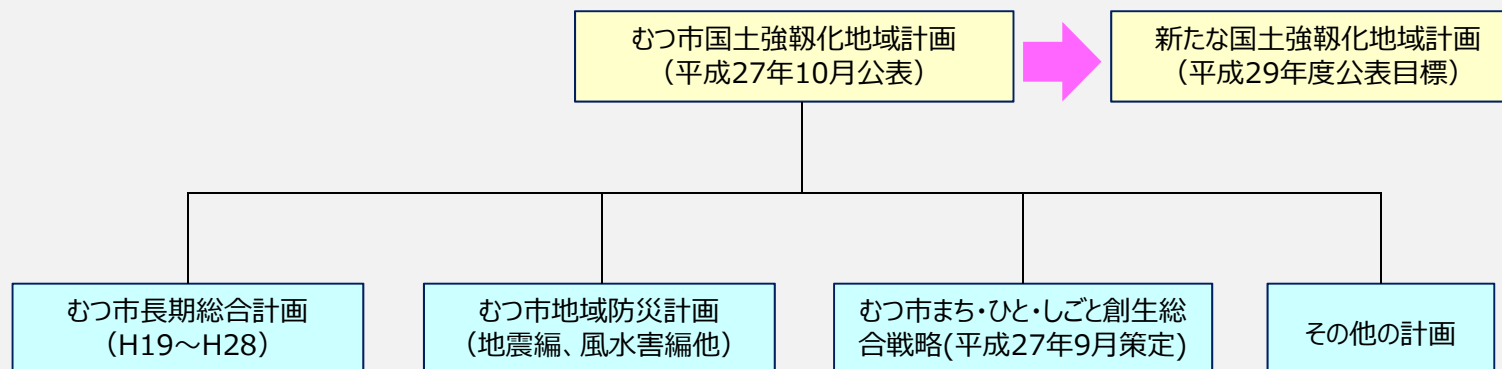 むつ市国土強靱化地域計画
（平成27年10月公表）
新たな国土強靱化地域計画
（平成29年度公表目標）
むつ市長期総合計画
（H19～H28）
むつ市地域防災計画
（地震編、風水害編他）
むつ市まち・ひと・しごと創生総
合戦略(平成27年9月策定)
その他の計画